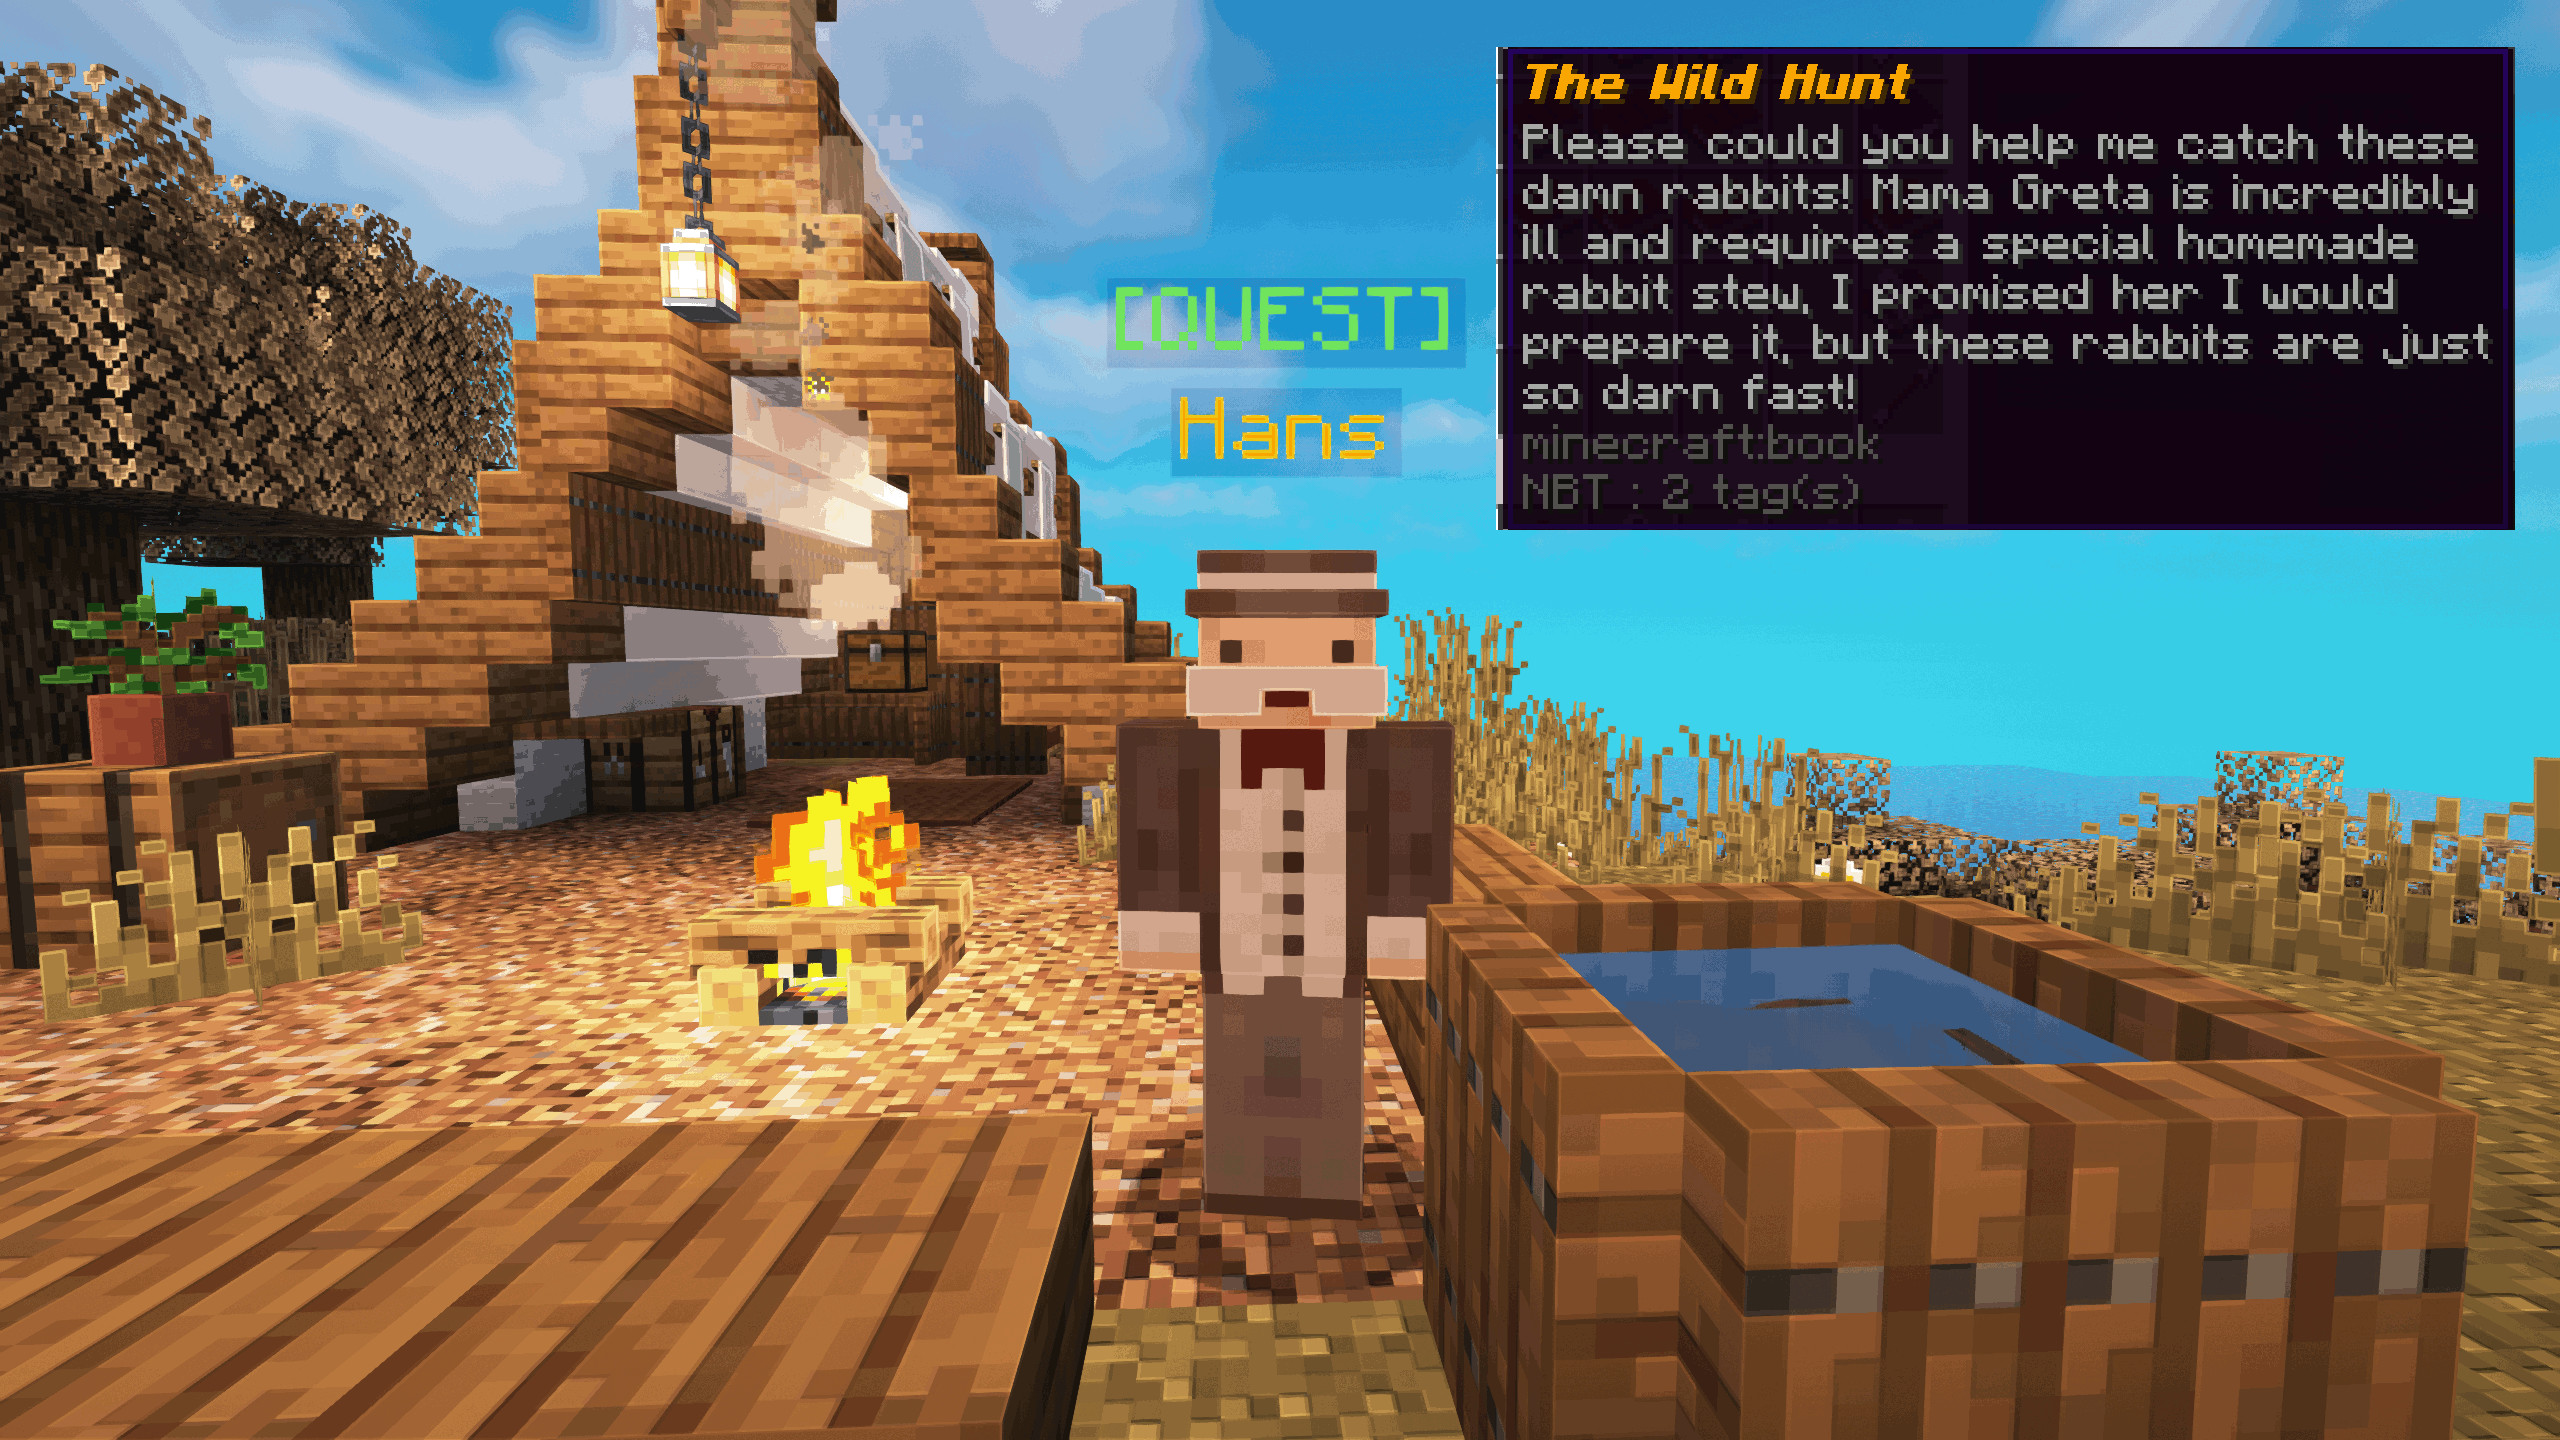 The Wild Hunt
Please could you help me catch these
damn rabbits! Mama Greta is incredibly
ill and requires a special homemade
rabbit stew, I promised her I would
prepare it, but these rabbits are just
so darn fast!
minecraft:book
NBT : 2 tag(s)
[QUEST]
Hans